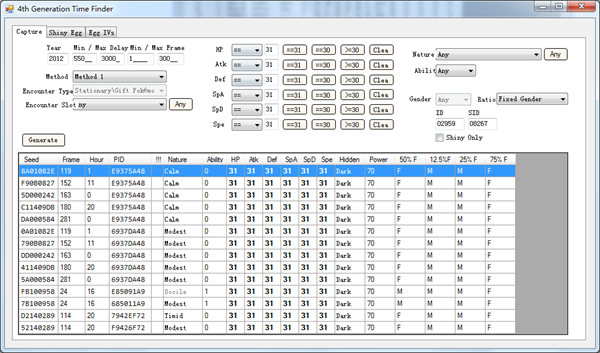 4th Generation Time Finder
Capture Shiny Egg Egg IVs
Year Min / Max Delay Min / Max Frame
2012 550__ 3000_ 1____ 300__
Method Method 1
Encounter Type Stationary\Gift Pokémo
Encounter Slot ny Any
Generate
HP == 31 ==31 ==30 >=30 Clea
Atk == 31 ==31 ==30 >=30 Clea
Def == 31 ==31 ==30 >=30 Clea
SpA == 31 ==31 ==30 >=30 Clea
SpD == 31 ==31 ==30 >=30 Clea
Spe == 31 ==31 ==30 >=30 Clea
Nature Any Any
Abilit Any
Gender Any Ratio Fixed Gender
ID SID
02959 08267
Shiny Only
Seed Frame Hour PID !!! Nature Ability HP Atk Def SpA SpD Spe Hidden Power 50% F 12.5%F 25% F 75% F
8A01082E 119 1 E9375A48 Calm 0 31 31 31 31 31 31 Dark 70 F M M F
F90B0827 152 11 E9375A48 Calm 0 31 31 31 31 31 31 Dark 70 F M M F
5D000242 163 0 E9375A48 Calm 0 31 31 31 31 31 31 Dark 70 F M M F
C11409DB 180 20 E9375A48 Calm 0 31 31 31 31 31 31 Dark 70 F M M F
DA000584 281 0 E9375A48 Calm 0 31 31 31 31 31 31 Dark 70 F M M F
0A01082E 119 1 6937DA48 Modest 0 31 31 31 31 31 31 Dark 70 F M M F
790B0827 152 11 6937DA48 Modest 0 31 31 31 31 31 31 Dark 70 F M M F
DD000242 163 0 6937DA48 Modest 0 31 31 31 31 31 31 Dark 70 F M M F
411409DB 180 20 6937DA48 Modest 0 31 31 31 31 31 31 Dark 70 F M M F
5A000584 281 0 6937DA48 Modest 0 31 31 31 31 31 31 Dark 70 F M M F
FB100958 24 16 E85091A9 Docile 1 31 31 31 31 31 31 Dark 70 M M M F
7B100958 24 16 685011A9 Modest 1 31 31 31 31 31 31 Dark 70 M M M F
D2140289 114 20 7942EF72 Timid 0 31 31 31 31 31 31 Dark 70 F M M F
52140289 114 20 F9426F72 Modest 0 31 31 31 31 31 31 Dark 70 F M M F